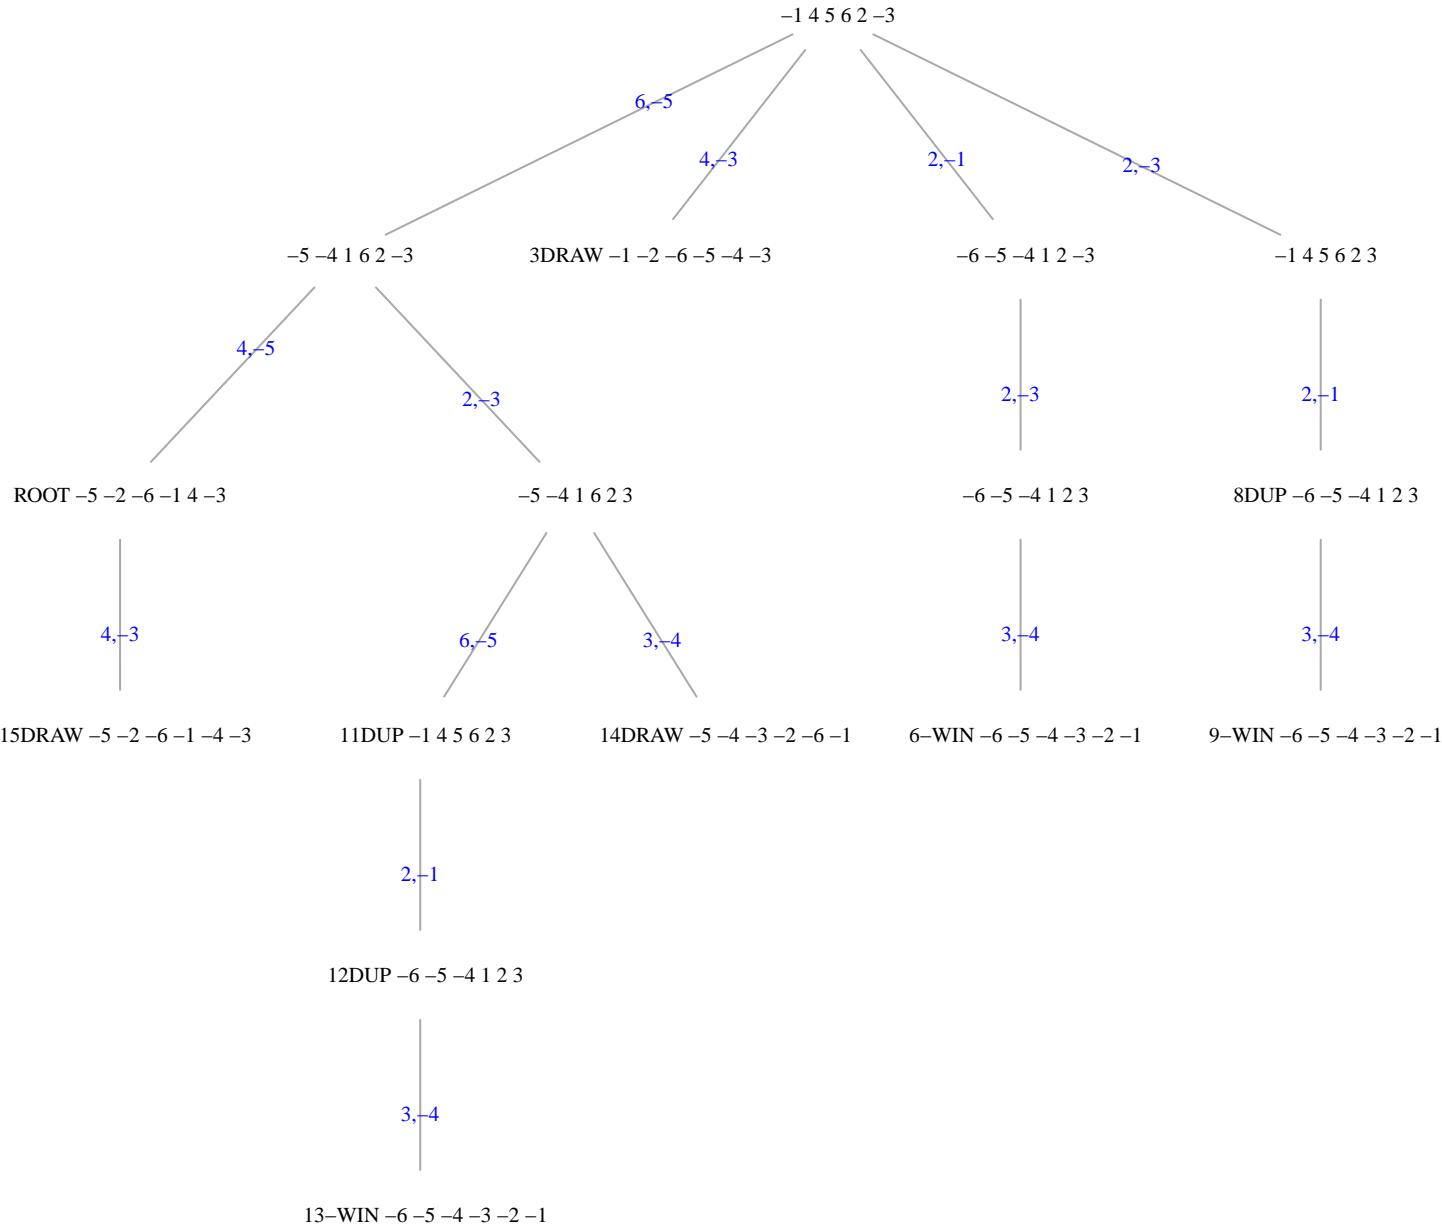 –1 4 5 6 2 –3
6,–5
4,–3
2,–1
2,–3
–5 –4 1 6 2 –3
3DRAW –1 –2 –6 –5 –4 –3
–6 –5 –4 1 2 –3
–1 4 5 6 2 3
4,–5
2,–3
2,–3
2,–1
ROOT –5 –2 –6 –1 4 –3
–5 –4 1 6 2 3
–6 –5 –4 1 2 3
8DUP –6 –5 –4 1 2 3
4,–3
6,–5
3,–4
3,–4
3,–4
15DRAW –5 –2 –6 –1 –4 –3
11DUP –1 4 5 6 2 3
14DRAW –5 –4 –3 –2 –6 –1
6–WIN –6 –5 –4 –3 –2 –1
9–WIN –6 –5 –4 –3 –2 –1
2,–1
12DUP –6 –5 –4 1 2 3
3,–4
13–WIN –6 –5 –4 –3 –2 –1